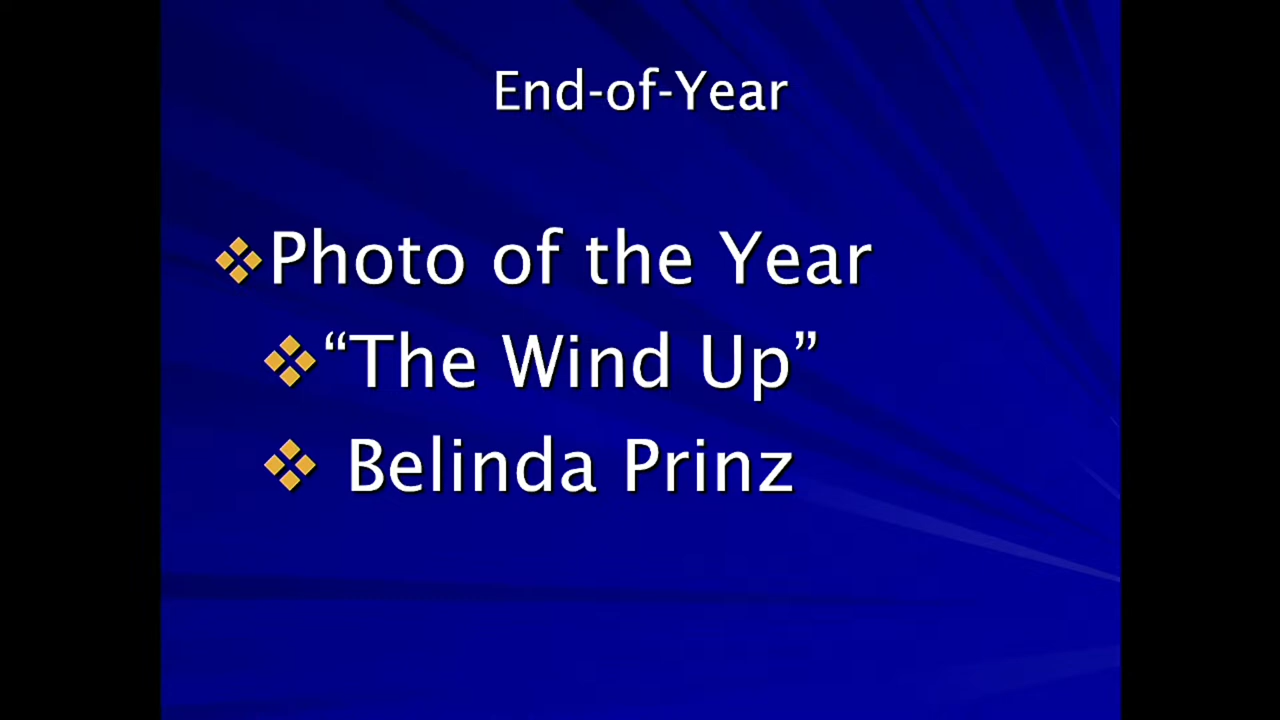 End-of-Year
Photo of the Year
“The Wind Up”
Belinda Prinz